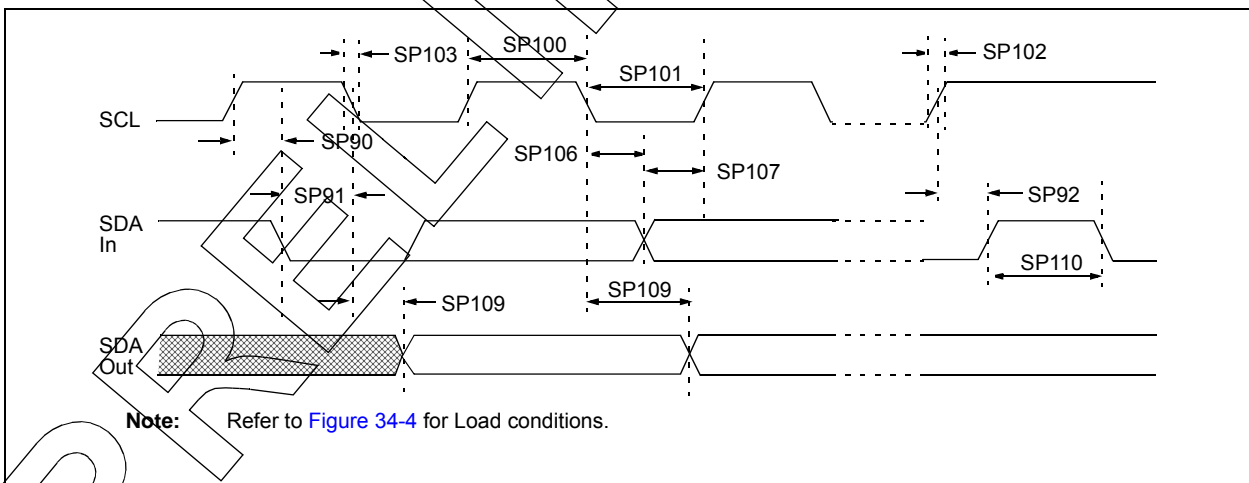 SP103
SP100
SP102
SP101
SCL
SP90
SP106
SP107
SP91
SP92
SDA
In
SP110
SP109
SP109
SDA
Out
Note: Refer to Figure 34-4 for Load conditions.
PREL